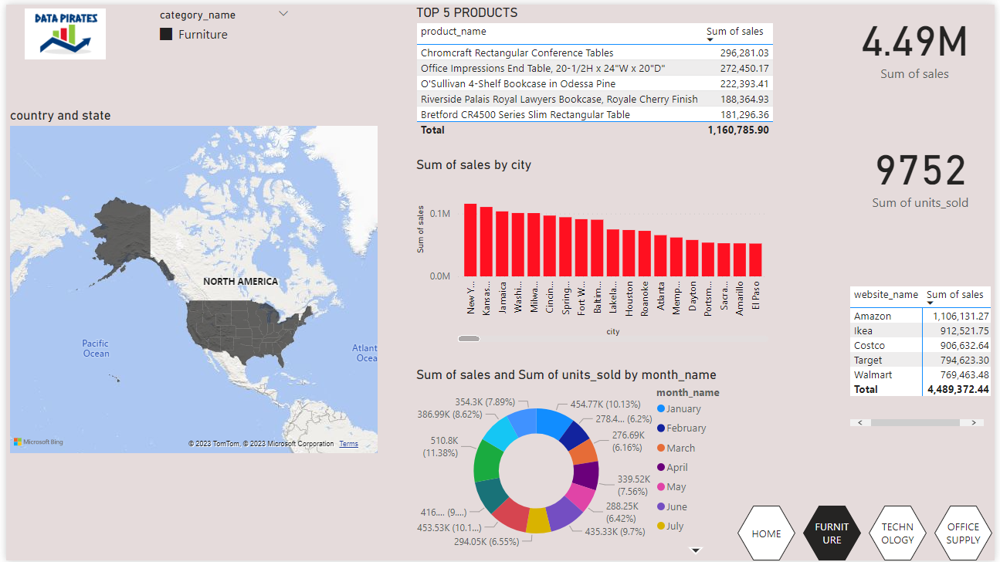 DATA PIRATES
category_name
Furniture
TOP 5 PRODUCTS
product_name Sum of sales
Chromcraft Rectangular Conference Tables 296,281.03
Office Impressions End Table, 20-1/2H x 24"W x 20"D" 272,450.17
O'Sullivan 4-Shelf Bookcase in Odessa Pine 222,393.41
Riverside Palais Royal Lawyers Bookcase, Royale Cherry Finish 188,364.93
Bretford CR4500 Series Slim Rectangular Table 181,296.36
Total 1,160,785.90
4.49M
Sum of sales
country and state
NORTH AMERICA
Pacific
Ocean
Atlant
Ocea
Microsoft Bing
© 2023 TomTom, © 2023 Microsoft Corporation Terms
Sum of sales by city
Sum of sales
0.1M
0.0M
New Y...
Kansas...
Jamaica
Washi...
Milwa...
Cincin...
Spring...
Fort W...
Baltim...
Lakela...
Houston
Roanoke
Atlanta
Memp...
Dayton
Portsm...
Sacra...
Amarillo
El Paso
city
9752
Sum of units_sold
website_name Sum of sales
Amazon 1,106,131.27
Ikea 912,521.75
Costco 906,632.64
Target 794,623.30
Walmart 769,463.48
Total 4,489,372.44
Sum of sales and Sum of units_sold by month_name
454.77K (10.13%)
278.4... (6.2%)
276.69K
(6.16%)
339.52K
(7.56%)
288.25K
(6.42%)
435.33K (9.7%)
294.05K (6.55%)
453.53K (10.1...)
416.... (9....)
510.8K
(11.38%)
386.99K (8.62%)
354.3K (7.89%)
month_name
January
February
March
April
May
June
July
HOME
FURNIT
URE
TECHN
OLOGY
OFFICE
SUPPLY